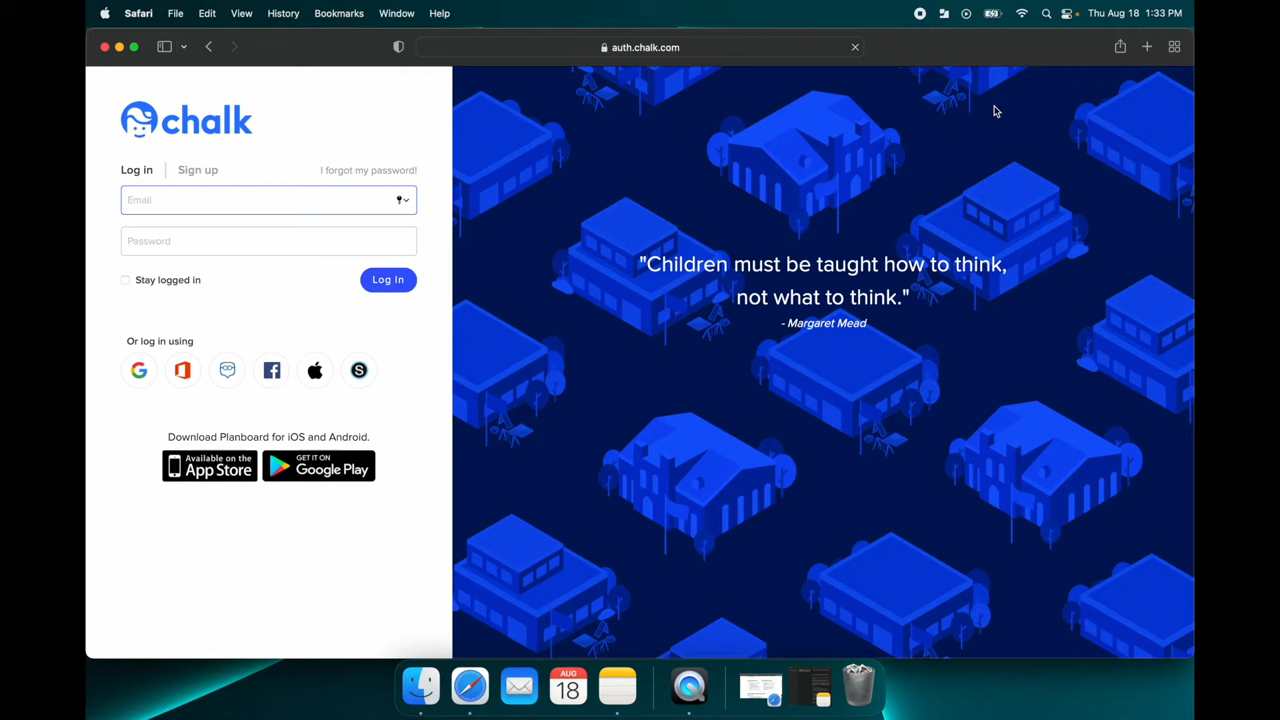 Safari File Edit View History Bookmarks Window Help Thu Aug 18 1:33 PM
auth.chalk.com
chalk
Log in Sign up I forgot my password!
Email
Password
Stay logged in Log In
Or log in using
G S
Download Planboard for iOS and Android.
Available on the
App Store
GET IT ON
Google Play
"Children must be taught how to think,
not what to think."
- Margaret Mead
AUG
18